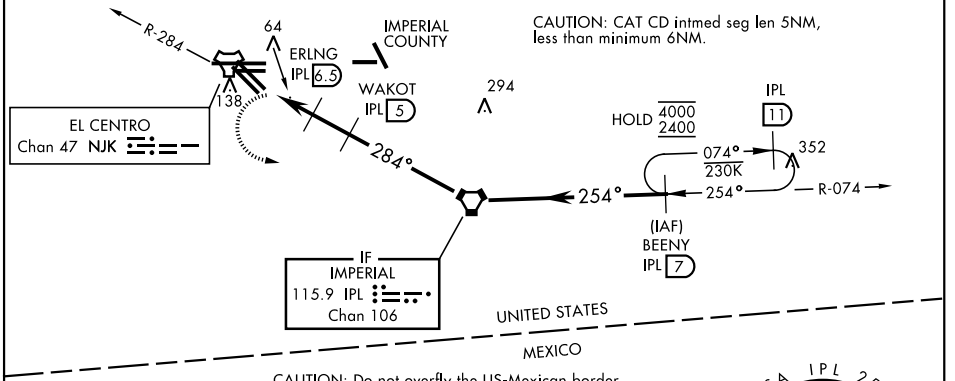 R-284
64
IMPERIAL
COUNTY
CAUTION: CAT CD intmed seg len 5NM,
less than minimum 6NM.
ERLNG
IPL 6.5
WAKOT
IPL 5
138
294
HOLD 4000
2400
IPL
11
EL CENTRO
Chan 47 NJK
284°
074°
230K
352
254°
254°
R-074
(IAF)
BEENY
IPL 7
IF
IMPERIAL
115.9 IPL
Chan 106
UNITED STATES
MEXICO
CAUTION: Do not overfly the US-Mexican border
IPL